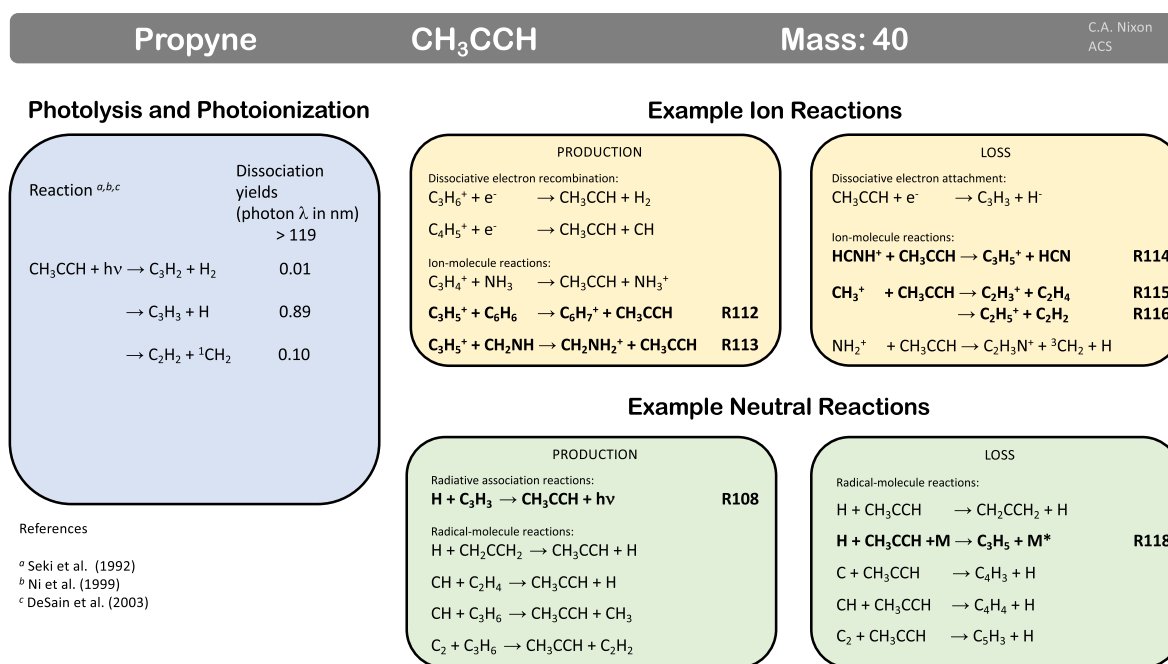 Propyne CH₃CCH Mass: 40
C.A. Nixon
ACS
Photolysis and Photoionization
Reaction a,b,c
Dissociation
yields
(photon λ in nm)
> 119
CH₃CCH + hν → C₃H₂ + H₂ 0.01
→ C₃H₃ + H 0.89
→ C₂H₂ + ¹CH₂ 0.10
References
a Seki et al. (1992)
b Ni et al. (1999)
c DeSain et al. (2003)
Example Ion Reactions
PRODUCTION
Dissociative electron recombination:
C₃H₆⁺ + e⁻ → CH₃CCH + H₂
C₄H₅⁺ + e⁻ → CH₃CCH + CH
Ion-molecule reactions:
C₃H₄⁺ + NH₃ → CH₃CCH + NH₃⁺
C₃H₅⁺ + C₆H₆ → C₆H₇⁺ + CH₃CCH R112
C₃H₅⁺ + CH₂NH → CH₂NH₂⁺ + CH₃CCH R113
LOSS
Dissociative electron attachment:
CH₃CCH + e⁻ → C₃H₃ + H⁻
Ion-molecule reactions:
HCNH⁺ + CH₃CCH → C₃H₅⁺ + HCN R114
CH₃⁺ + CH₃CCH → C₂H₃⁺ + C₂H₄ R115
→ C₂H₅⁺ + C₂H₂ R116
NH₂⁺ + CH₃CCH → C₂H₃N⁺ + ³CH₂ + H
Example Neutral Reactions
PRODUCTION
Radiative association reactions:
H + C₃H₃ → CH₃CCH + hν R108
Radical-molecule reactions:
H + CH₂CCH₂ → CH₃CCH + H
CH + C₂H₄ → CH₃CCH + H
CH + C₃H₆ → CH₃CCH + CH₃
C₂ + C₃H₆ → CH₃CCH + C₂H₂
LOSS
Radical-molecule reactions:
H + CH₃CCH → CH₂CCH₂ + H
H + CH₃CCH +M → C₃H₅ + M* R118
C + CH₃CCH → C₄H₃ + H
CH + CH₃CCH → C₄H₄ + H
C₂ + CH₃CCH → C₅H₃ + H